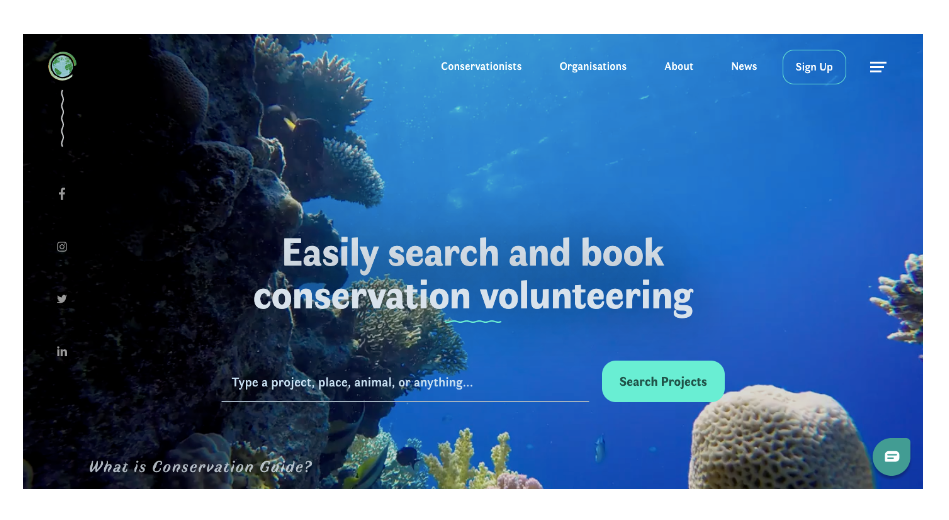 Conservationists
Organisations
About
News
Sign Up
Easily search and book
conservation volunteering
Type a project, place, animal, or anything...
Search Projects
What is Conservation Guide?